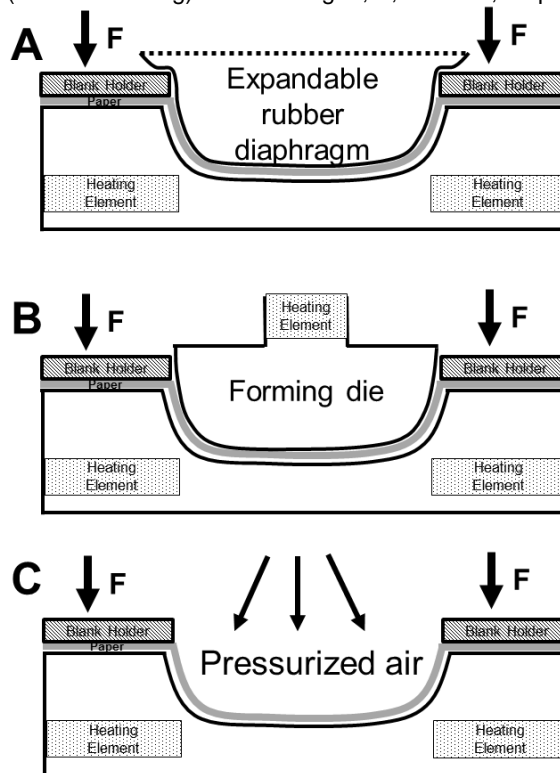 A
F
F
Blank Holder
Blank Holder
Paper
Expandable
rubber
diaphragm
Heating
Element
Heating
Element
B
Heating
Element
F
F
Blank Holder
Blank Holder
Paper
Forming die
Heating
Element
Heating
Element
C
F
F
Blank Holder
Blank Holder
Paper
Pressurized air
Heating
Element
Heating
Element